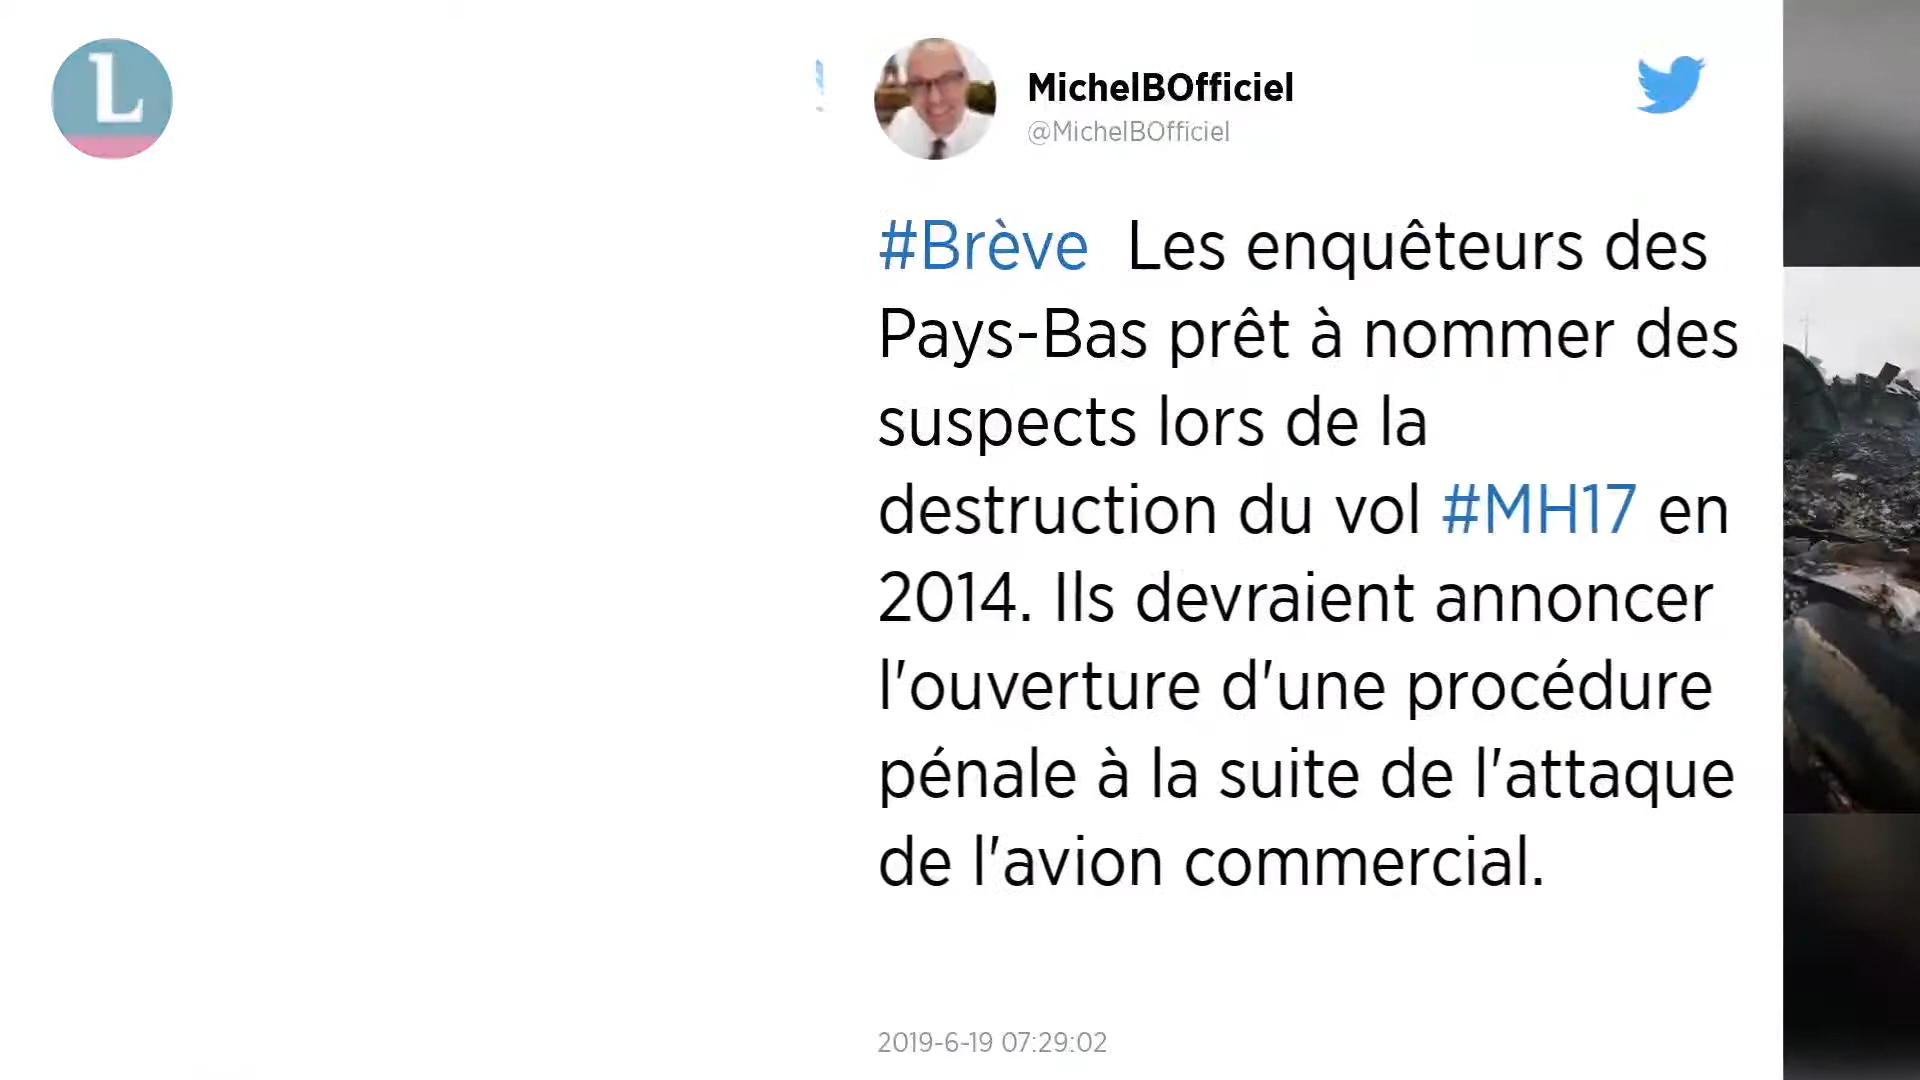 L
MichelBOfficiel
@MichelBOfficiel
#Brève Les enquêteurs des
Pays-Bas prêt à nommer des
suspects lors de la
destruction du vol #MH17 en
2014. Ils devraient annoncer
l'ouverture d'une procédure
pénale à la suite de l'attaque
de l'avion commercial.
2019-6-19 07:29:02